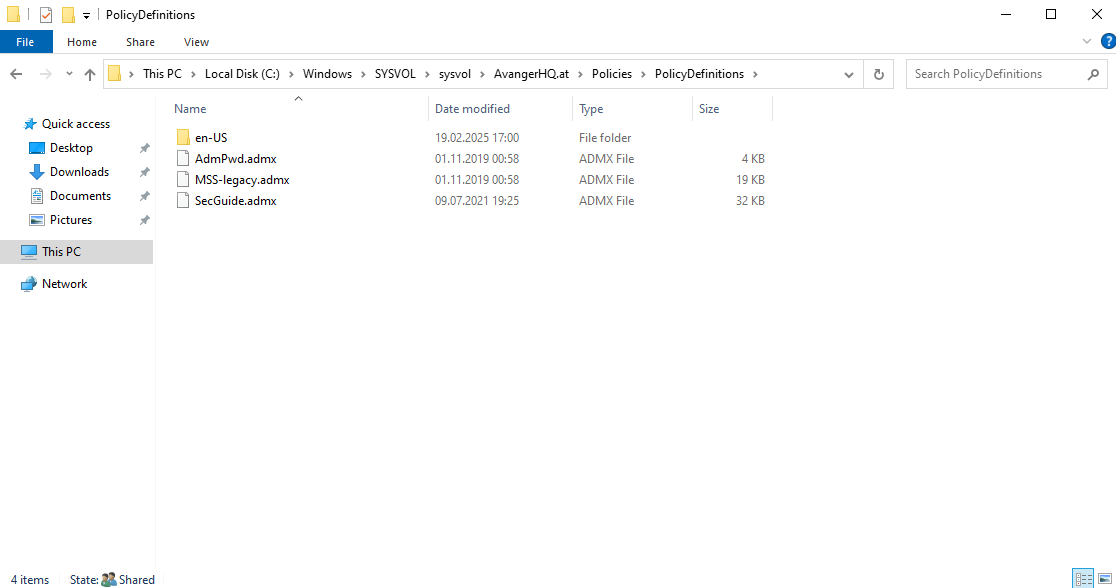 PolicyDefinitions
File Home Share View
This PC Local Disk (C:) Windows SYSVOL sysvol AvangerHQ.at Policies PolicyDefinitions
Search PolicyDefinitions
Name Date modified Type Size
Quick access
Desktop
Downloads
Documents
Pictures
This PC
Network
en-US 19.02.2025 17:00 File folder
AdmPwd.admx 01.11.2019 00:58 ADMX File 4 KB
MSS-legacy.admx 01.11.2019 00:58 ADMX File 19 KB
SecGuide.admx 09.07.2021 19:25 ADMX File 32 KB
4 items State: Shared